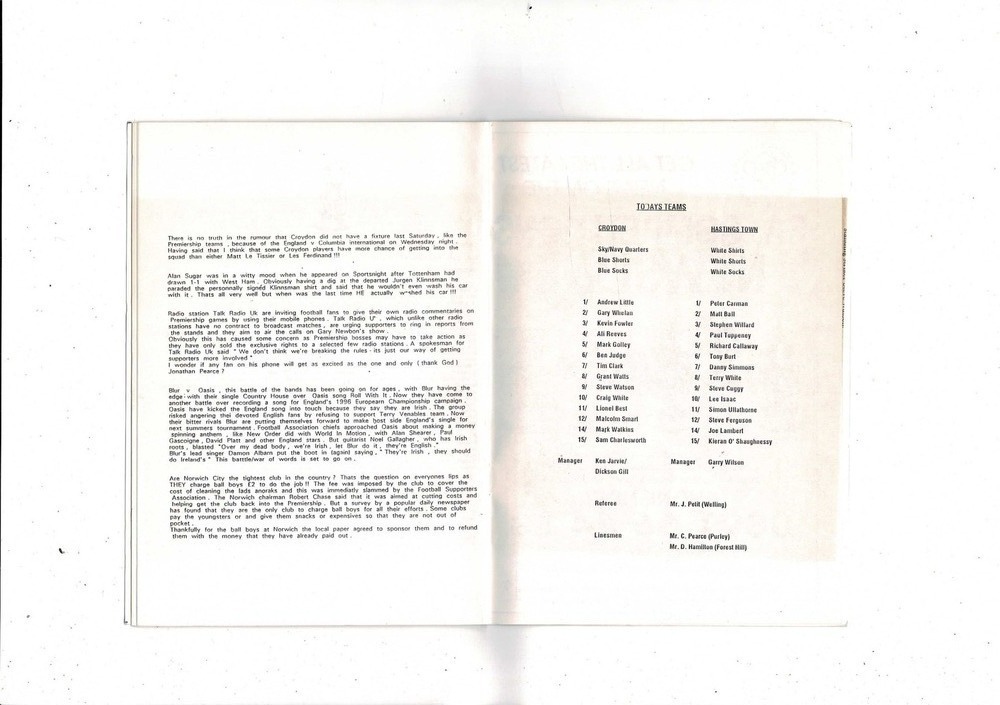 There is no truth in the rumour that Croydon did not have a fixture last Saturday , like the
Premiership teams , because of the England v Columbia international on Wednesday night .
Having said that I think that some Croydon players have more chance of getting into the
squad than either Matt Le Tissier or Les Ferdinand !!!
Alan Sugar was in a witty mood when he appeared on Sportsnight after Tottenham had
drawn 1-1 with West Ham . Obviously having a dig at the departed Jurgen Klinnsman he
paraded the personnally signed Klinnsman shirt and said that he wouldn't even wash his car
with it . Thats all very well but when was the last time HE actually washed his car !!!
Radio station Talk Radio Uk are inviting football fans to give their own radio commentaries on
Premiership games by using their mobile phones . Talk Radio U , which unlike other radio
stations have no contract to broadcast matches , are urging supporters to ring in reports from
the stands and they aim to air the calls on Gary Newbon's show .
Obviously this has caused some concern as Premiership bosses may have to take action as
they have only sold the exclusive rights to a selected few radio stations . A spokesman for
Talk Radio Uk said " We don't think we're breaking the rules - its just our way of getting
supporters more involved "
I wonder if any fan on his phone will get as excised as the one and only ( thank God )
Jonathan Pearce ?
Blur v Oasis , this battle of the bands has been going on for ages , with Blur having the
edge with their single Country House over Oasis song Roll With It . Now they have come to
another battle over recording a song for England's 1996 Europearn Championship campaign .
Oasis have kicked the England song into touch because they say they are Irish . The group
risked angering thei devoted English fans by refusing to support Terry Venables team . Now
their bitter rivals Blur are putting themselves forward to make host side England's single for
next summers tournament . Football Association chiefs approached Oasis about making a money
spinning anthem , like New Order did with World In Motion , with Alan Shearer , Paul
Gascoigne , David Platt and other England stars . But guitarist Noel Gallagher , who has Irish
roots , blasted "Over my dead body , we're Irish , let Blur do it , they're English ."
Blur's lead singer Damon Albarn put the boot in (again) saying , " They're Irish , they should
do Ireland's " This battle/war of words is set to go on .
Are Norwich City the tightest club in the country ? Thats the question on everyonnes lips as
THEY charge ball boys £2 to do the job !! The fee was imposed by the club to cover the
cost of cleaning the lads anoraks and this was immediatly slammed by the Football Supporters
Association . The Norwich chairman Robert Chase said that it was aimed at cutting costs and
helping get the club back into the Premiership . But a survey by a popular daily newspaper
has found that they are the only club to charge ball boys for all their efforts . Some clubs
pay the youngsters or and give them snacks or expensives so that they are not out of
pocket .
Thankfully for the ball boys at Norwich the local paper agreed to sponsor them and to refund
them with the money that they have already paid out .
TODAYS TEAMS
CROYDON HASTINGS TOWN
Sky/Navy Quarters White Shirts
Blue Shorts White Shorts
Blue Socks White Socks
1/ Andrew Little 1/ Peter Carman
2/ Gary Whelan 2/ Matt Ball
3/ Kevin Fowler 3/ Stephen Willard
4/ Ali Reeves 4/ Paul Tuppeney
5/ Mark Golley 5/ Richard Callaway
6/ Ben Judge 6/ Tony Burt
7/ Tim Clark 7/ Danny Simmons
8/ Grant Watts 8/ Terry White
9/ Steve Watson 9/ Steve Cuggy
10/ Craig White 10/ Lee Isaac
11/ Lionel Best 11/ Simon Ullathorne
12/ Malcolm Smart 12/ Steve Ferguson
14/ Mark Watkins 14/ Joe Lambert
15/ Sam Charlesworth 15/ Kieran O' Shaughnessy
Manager Ken Jarvie/ Manager Garry Wilson
Dickson Gill
Referee Mr. J. Petit (Welling)
Linesmen Mr. C. Pearce (Purley)
Mr. D. Hamilton (Forest Hill)